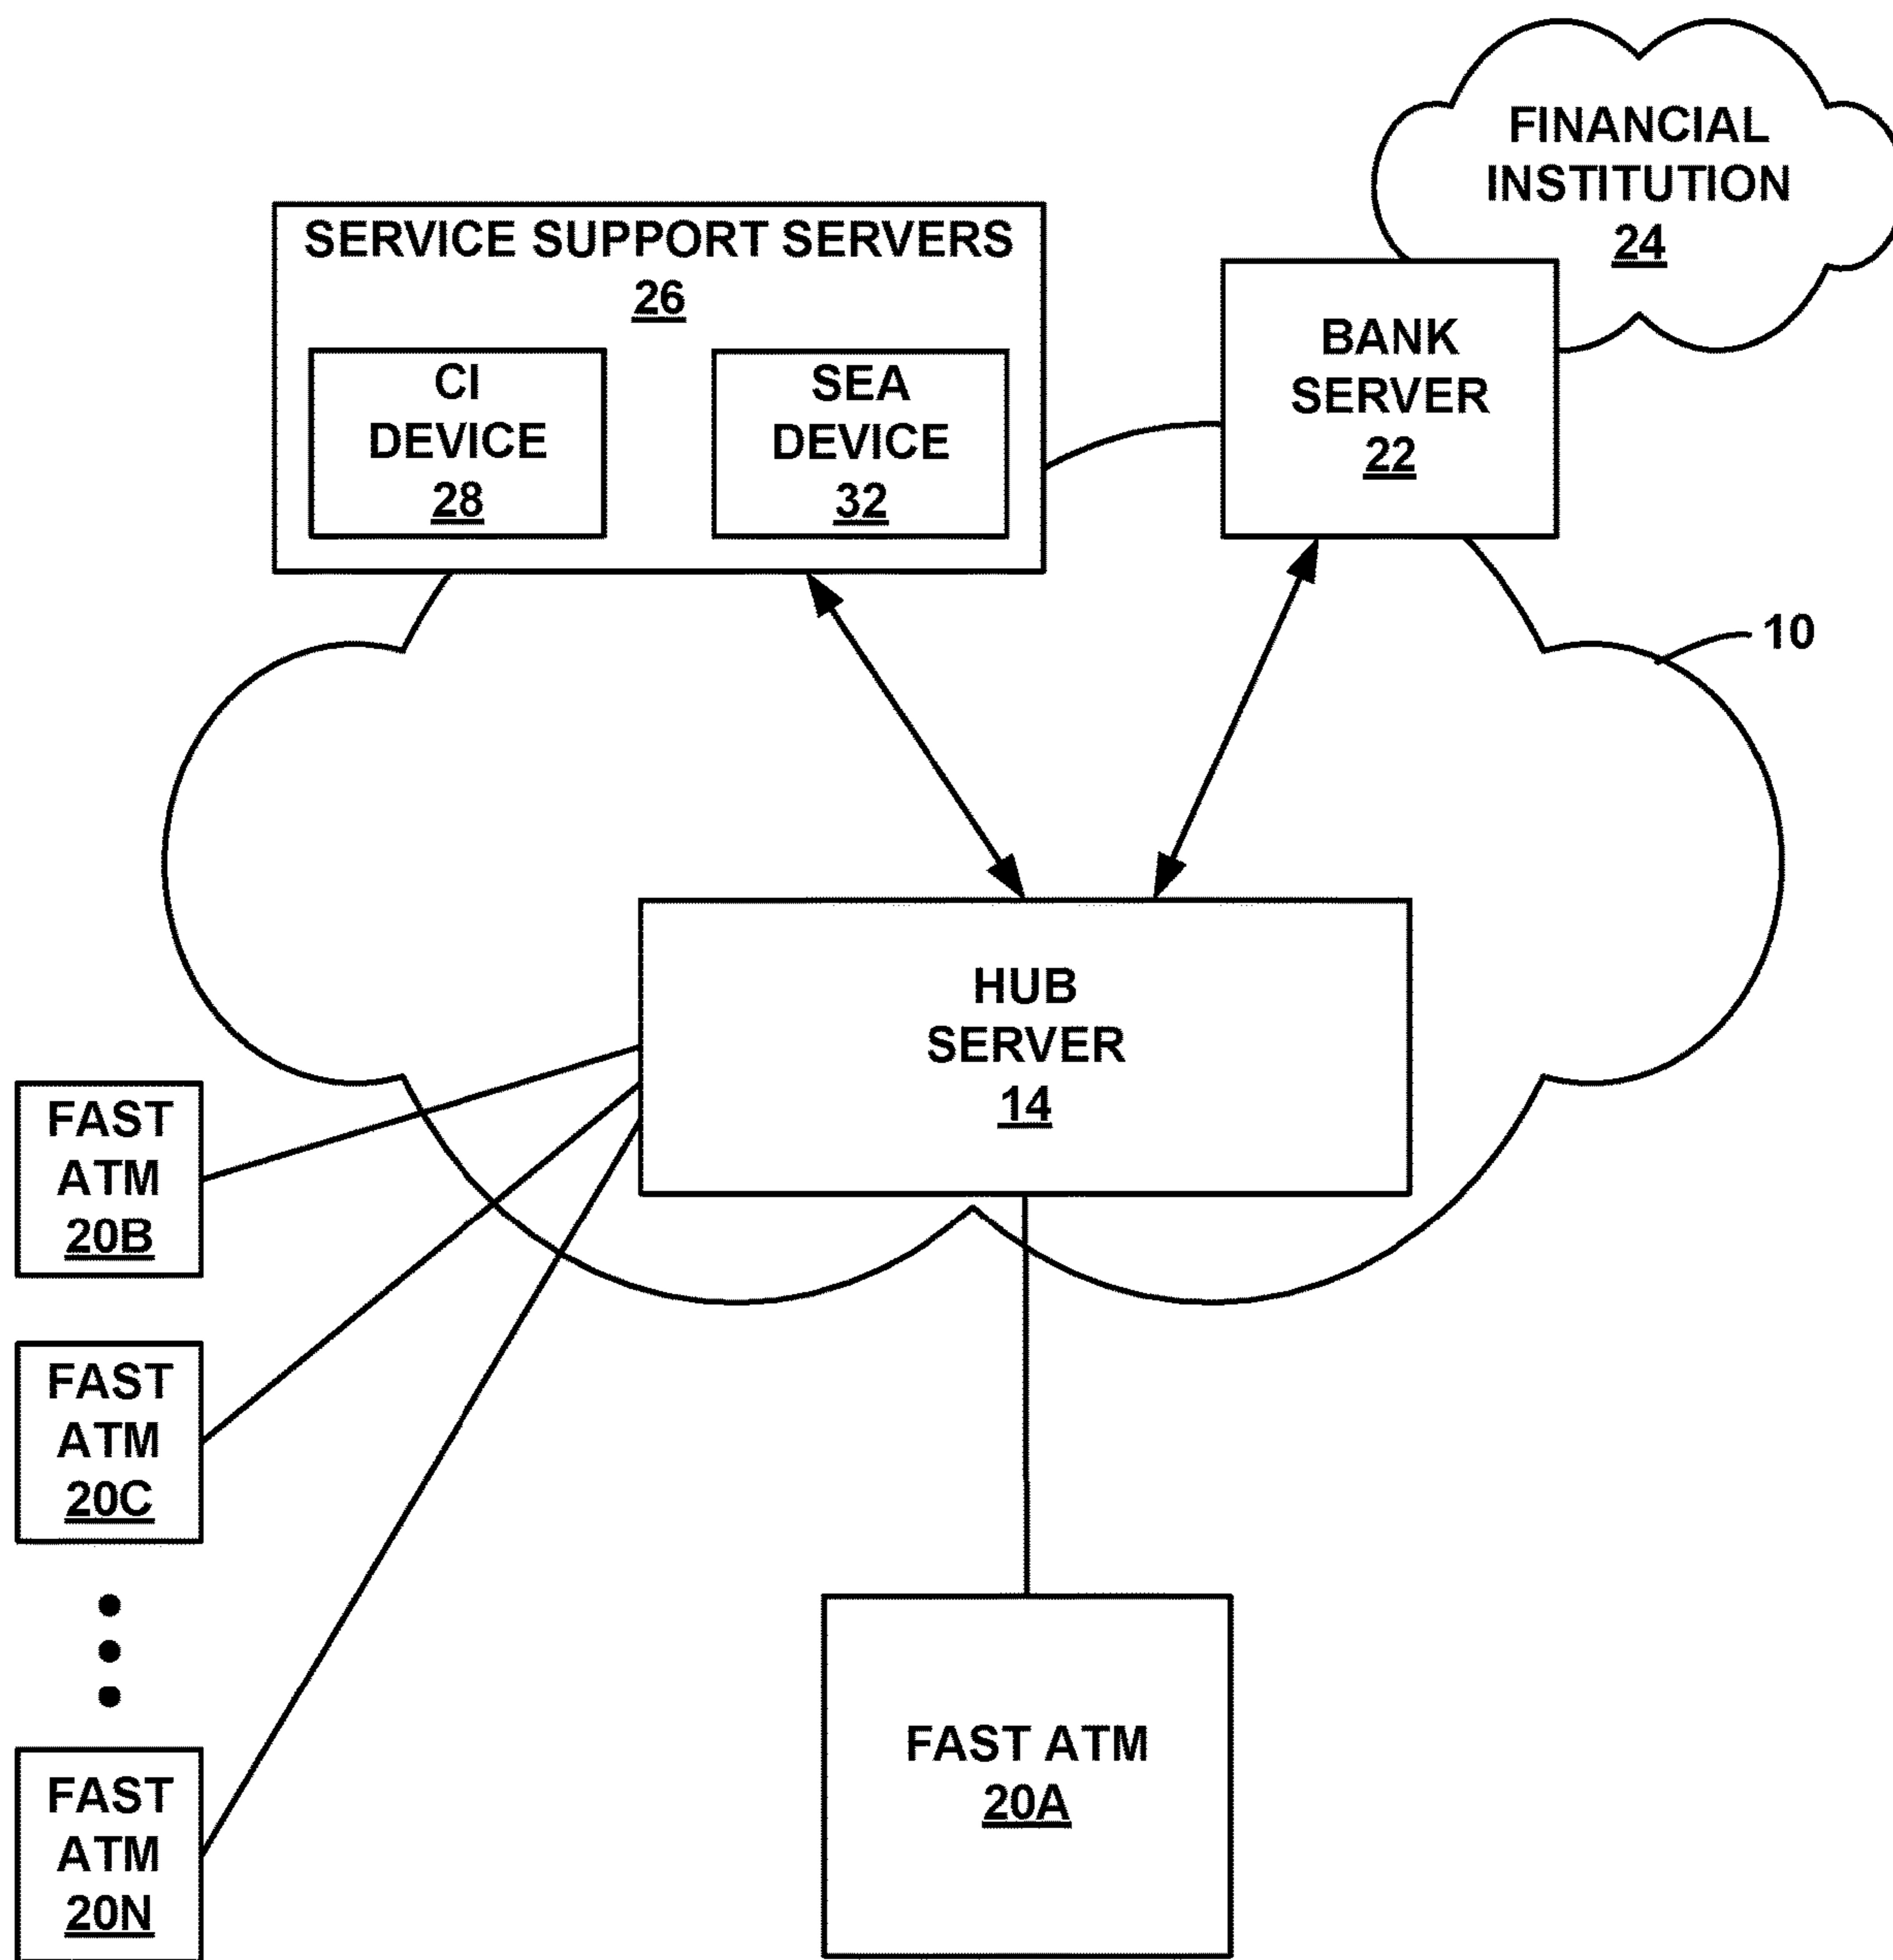 FINANCIAL
INSTITUTION
24
SERVICE SUPPORT SERVERS
26
CI
DEVICE
28
SEA
DEVICE
32
BANK
SERVER
22
10
HUB
SERVER
14
FAST
ATM
20B
FAST
ATM
20C
FAST
ATM
20N
FAST ATM
20A